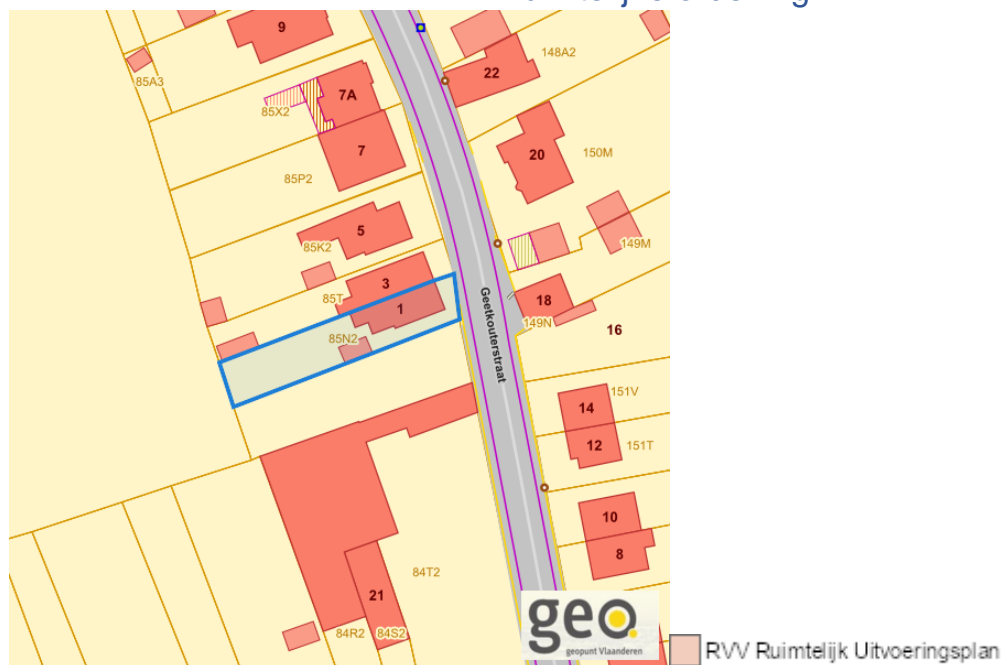 9
22
148A2
85A3
7A
85X2
7
20
150M
85P2
5
85K2
149M
3
85T
1
18
Geetkouterstraat
149N
16
85N2
151V
14
12
151T
10
8
84T2
21
84R2
84S2
geo.
geopunt Vlaanderen
RVV Ruimtelijk Uitvoeringsplan